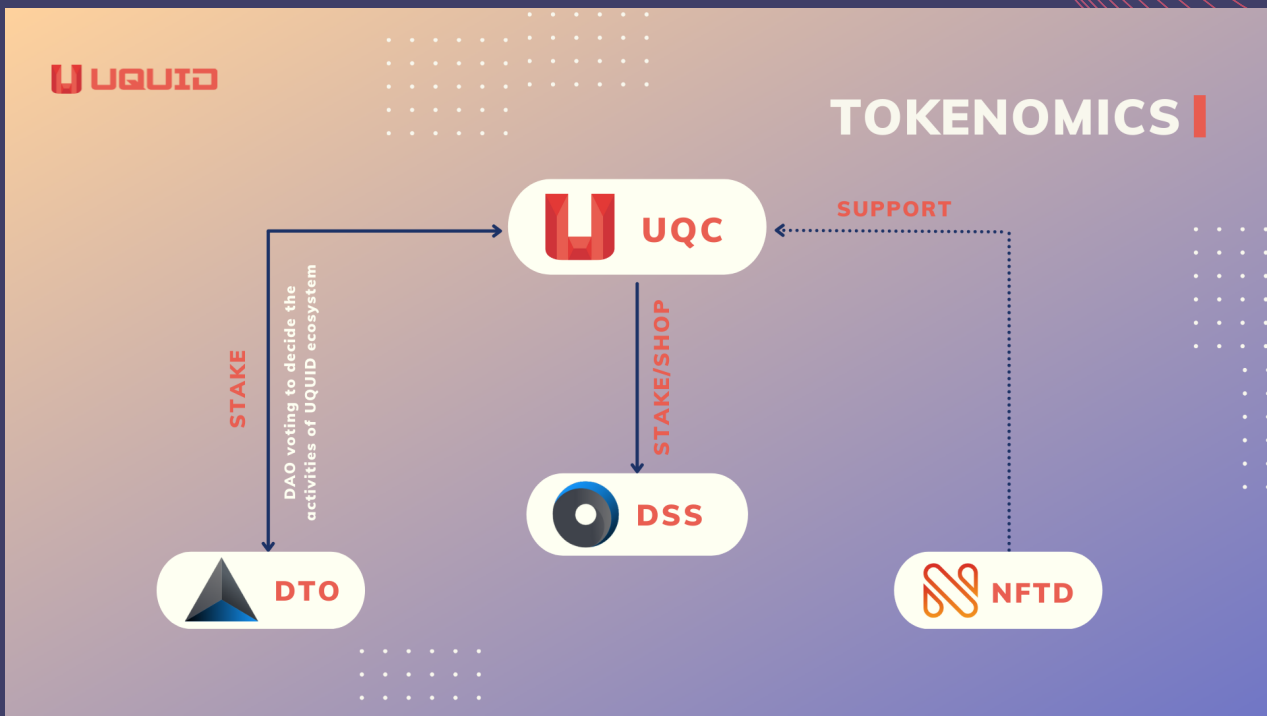 UQUID
TOKENOMICS
UQC
SUPPORT
STAKE
DAO voting to decide the
activities of UQUID ecosystem
STAKE/SHOP
DSS
DTO
NFTD